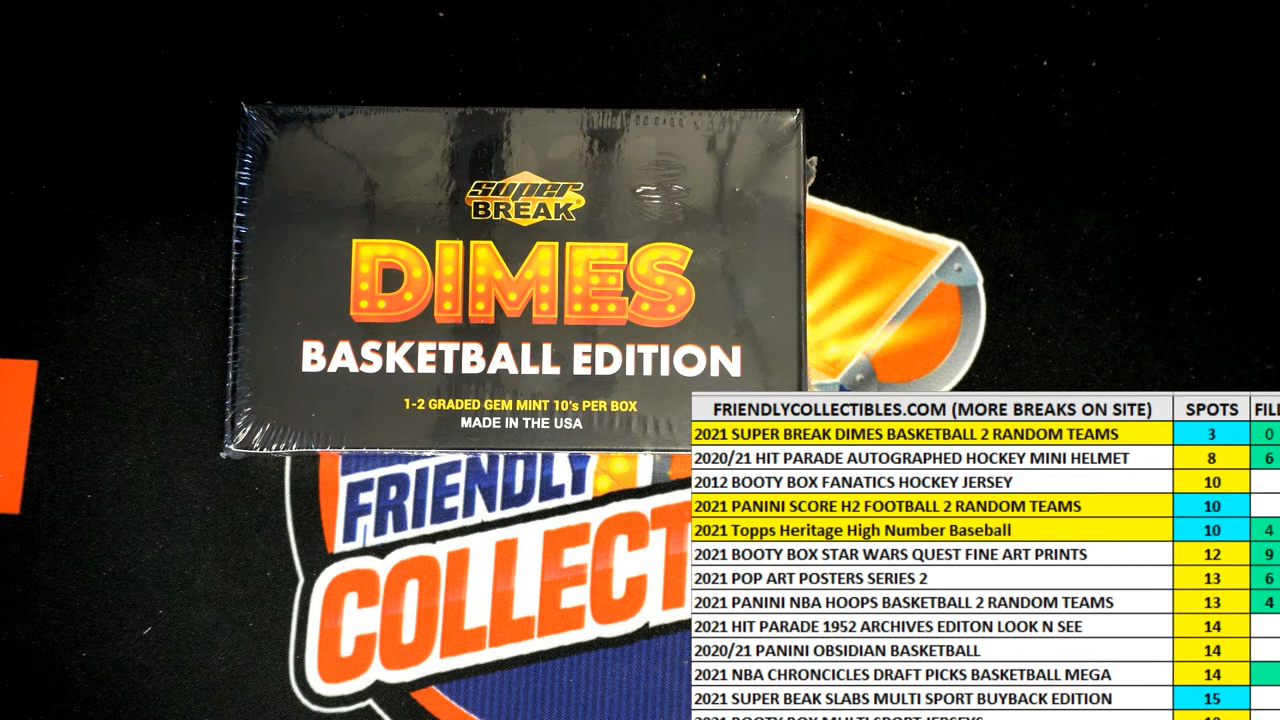 2021
super
BREAK
DIMES
BASKETBALL EDITION
1-2 GRADED GEM MINT 10's PER BOX
MADE IN THE USA
FRIENDLY
COLLECT
FRIENDLYCOLLECTIBLES.COM (MORE BREAKS ON SITE) SPOTS FILL
2021 SUPER BREAK DIMES BASKETBALL 2 RANDOM TEAMS 3 0
2020/21 HIT PARADE AUTOGRAPHED HOCKEY MINI HELMET 8 6
2012 BOOTY BOX FANATICS HOCKEY JERSEY 10
2021 PANINI SCORE H2 FOOTBALL 2 RANDOM TEAMS 10
2021 Topps Heritage High Number Baseball 10 4
2021 BOOTY BOX STAR WARS QUEST FINE ART PRINTS 12 9
2021 POP ART POSTERS SERIES 2 13 6
2021 PANINI NBA HOOPS BASKETBALL 2 RANDOM TEAMS 13 4
2021 HIT PARADE 1952 ARCHIVES EDITON LOOK N SEE 14
2020/21 PANINI OBSIDIAN BASKETBALL 14
2021 NBA CHRONCICLES DRAFT PICKS BASKETBALL MEGA 14
2021 SUPER BEAK SLABS MULTI SPORT BUYBACK EDITION 15